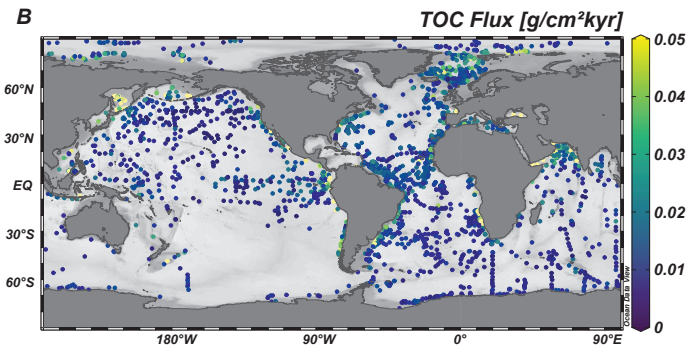 B
TOC Flux [g/cm²kyr]
60°N
30°N
EQ
30°S
60°S
180°W
90°W
0°
90°E
0.05
0.04
0.03
0.02
0.01
0
Ocean Data View